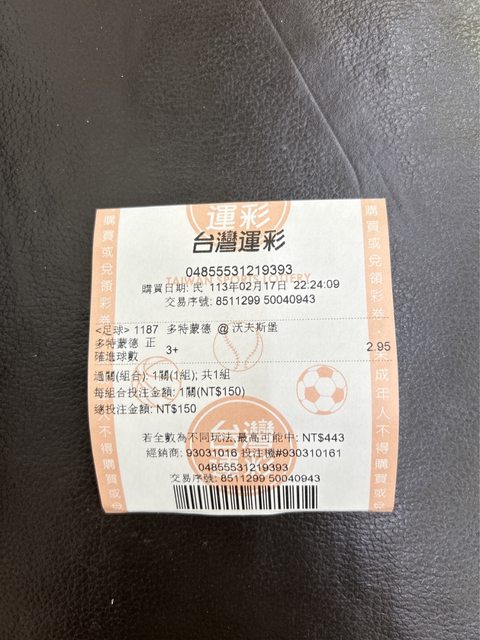 運彩
台灣運彩
04855531219393
TAIWAN SPORTS LOTTERY
購買日期: 民 113年02月17日 22:24:09
交易序號: 8511299 50040943
<足球> 1187 多特蒙德 @ 沃夫斯堡
多特蒙德 正確進球數 3+ 2.95
過關(組合): 1關(1組); 共1組
每組合投注金額: 1關(NT$150)
總投注金額: NT$150
台灣
若全數為不同玩法,最高可能中: NT$443
經銷商: 93031016 投注機#930310161
04855531219393
交易序號: 8511299 50040943
購買或兌領彩券
未成年人不得購買或兌